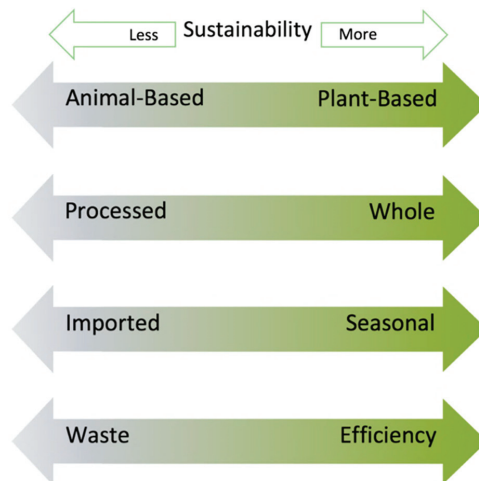 Less Sustainability More
Animal-Based Plant-Based
Processed Whole
Imported Seasonal
Waste Efficiency